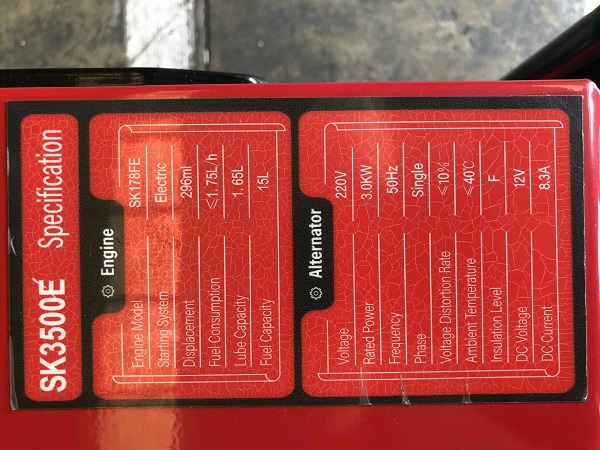 SK3500E Specification
Engine
Engine Model SK178FE
Starting System Electric
Displacement 296ml
Fuel Consumption ≤1.75L/h
Lube Capacity 1.65L
Fuel Capacity 15L
Alternator
Voltage 220V
Rated Power 3.0KW
Frequency 50Hz
Phase Single
Voltage Distortion Rate ≤10%
Ambient Temperature ≤40℃
Insulation Level F
DC Voltage 12V
DC Current 8.3A